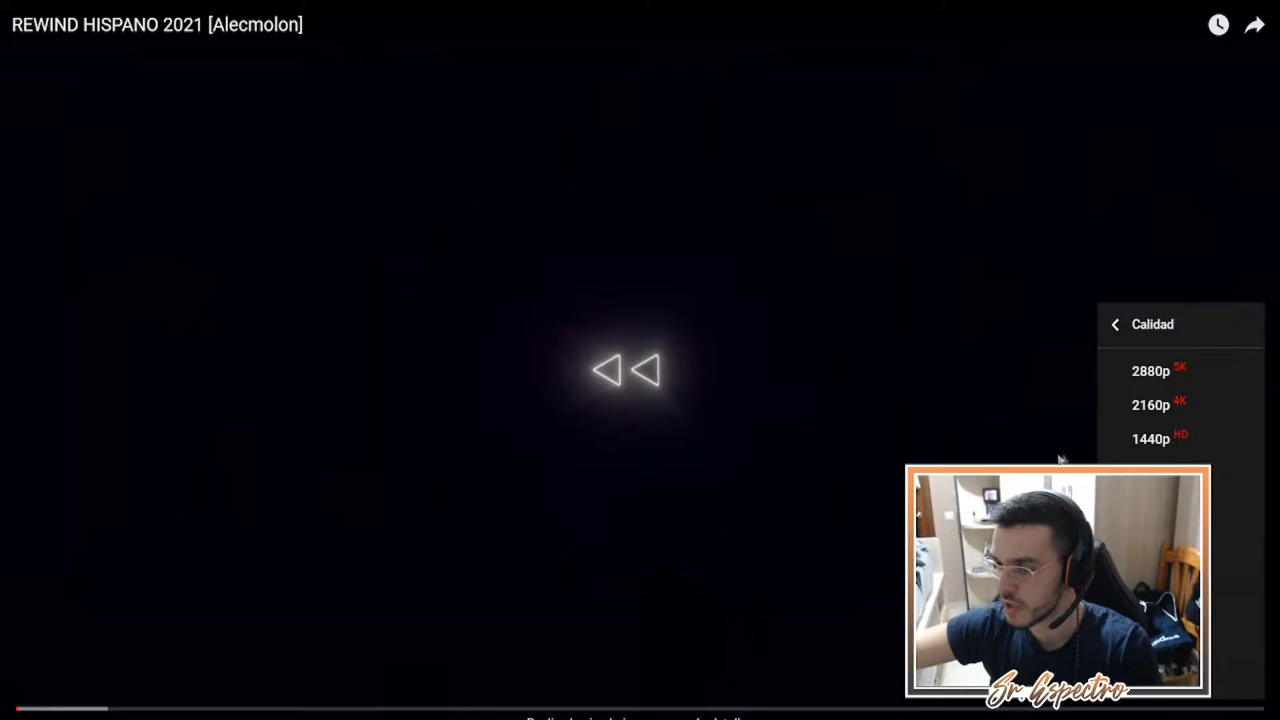 REWIND HISPANO 2021 [Alecmolon]
Calidad
2880p 5K
2160p 4K
1440p HD
Sr. Espectro